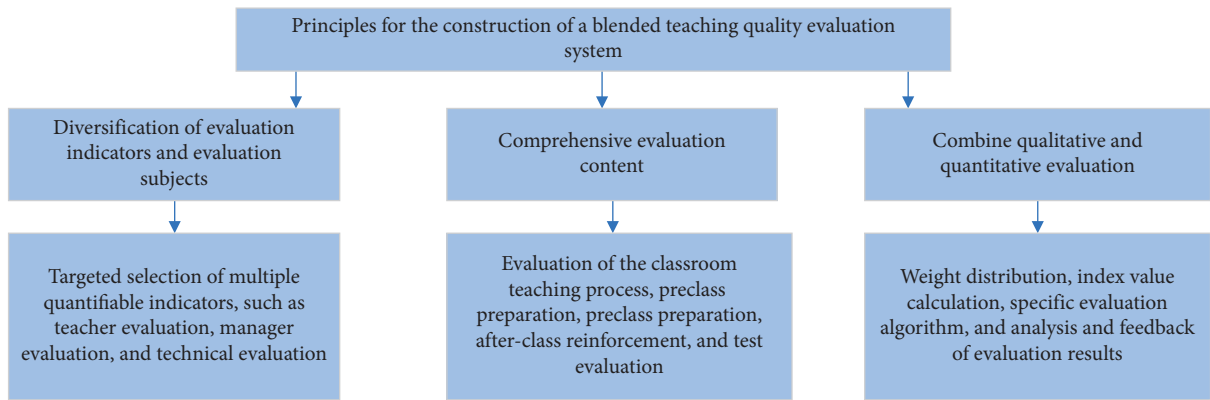 Principles for the construction of a blended teaching quality evaluation
system
Diversification of evaluation
indicators and evaluation
subjects
Comprehensive evaluation
content
Combine qualitative and
quantitative evaluation
Targeted selection of multiple
quantifiable indicators, such as
teacher evaluation, manager
evaluation, and technical evaluation
Evaluation of the classroom
teaching process, preclass
preparation, preclass preparation,
after-class reinforcement, and test
evaluation
Weight distribution, index value
calculation, specific evaluation
algorithm, and analysis and feedback
of evaluation results